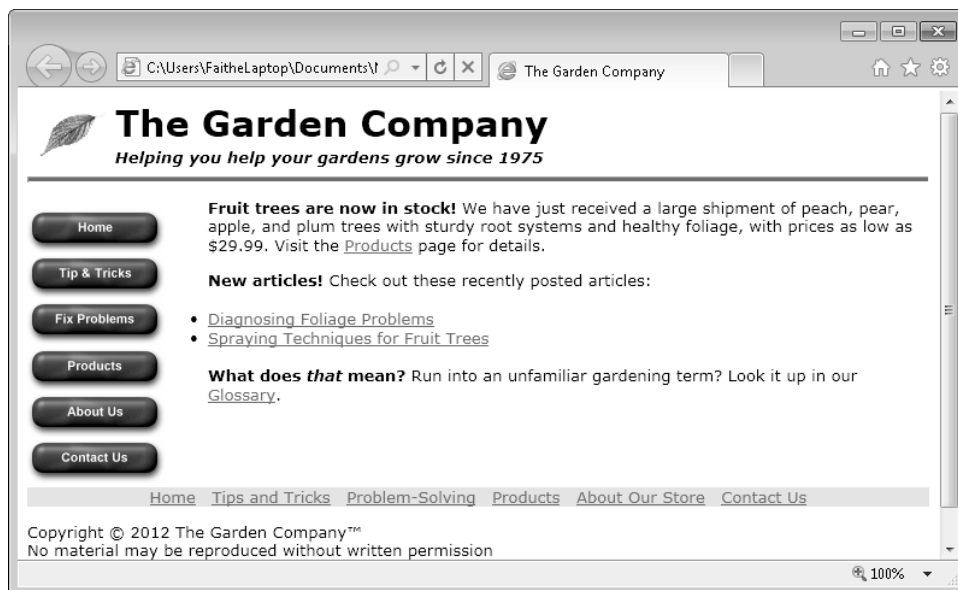 C:\Users\FaitheLaptop\Documents\
The Garden Company
The Garden Company
Helping you help your gardens grow since 1975
Home
Tip & Tricks
Fix Problems
Products
About Us
Contact Us
Fruit trees are now in stock! We have just received a large shipment of peach, pear,
apple, and plum trees with sturdy root systems and healthy foliage, with prices as low as
$29.99. Visit the Products page for details.
New articles! Check out these recently posted articles:
• Diagnosing Foliage Problems
• Spraying Techniques for Fruit Trees
What does that mean? Run into an unfamiliar gardening term? Look it up in our
Glossary.
Home Tips and Tricks Problem-Solving Products About Our Store Contact Us
Copyright © 2012 The Garden Company™
No material may be reproduced without written permission
100%